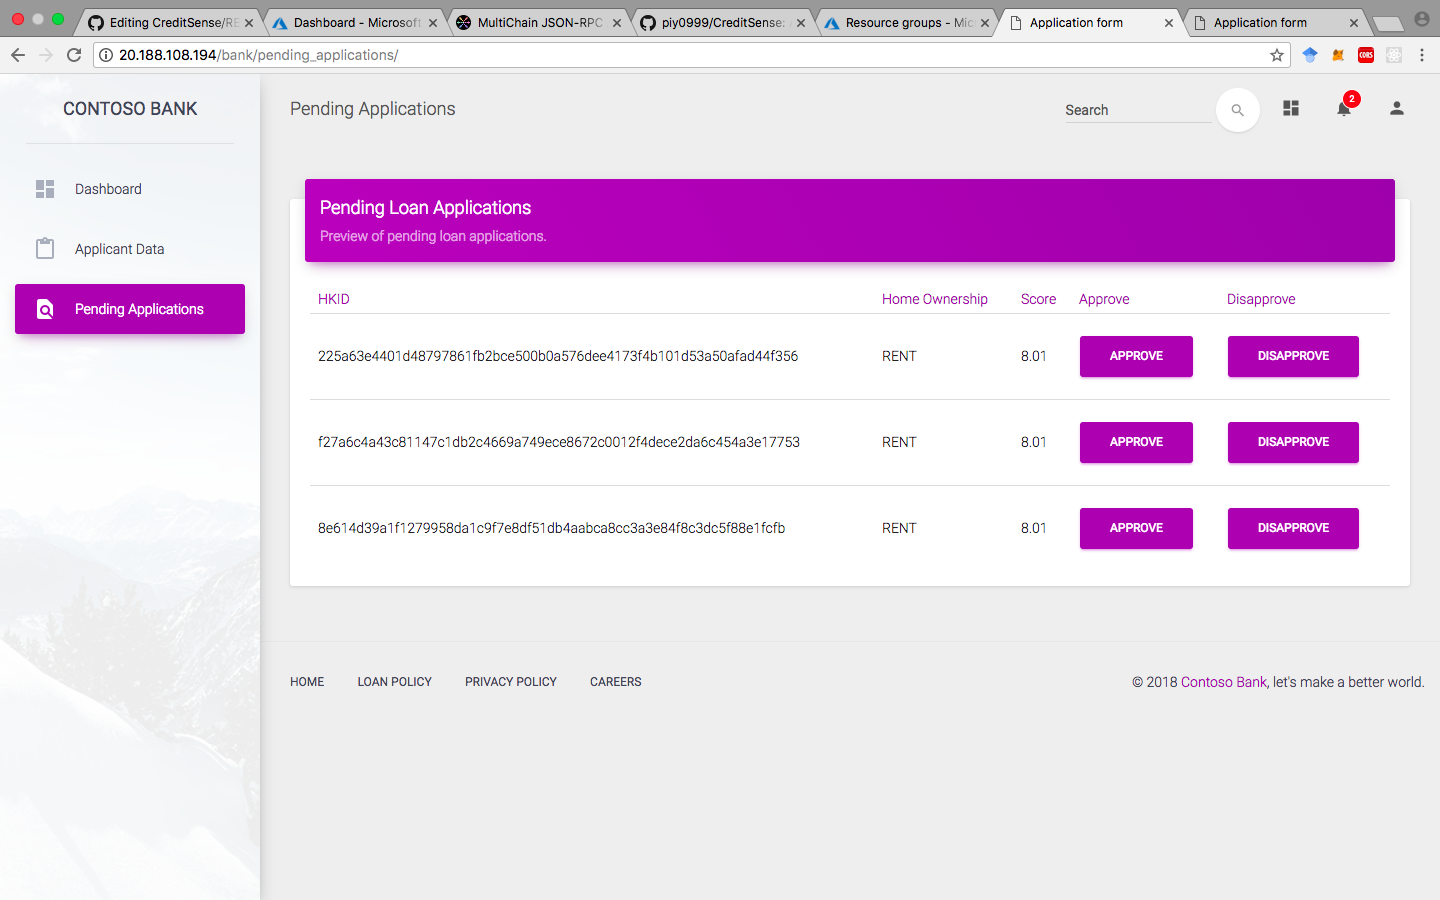 Editing CreditSense/RE
Dashboard - Microsoft
MultiChain JSON-RPC
piy0999/CreditSense:
Resource groups - Mic
Application form
Application form
20.188.108.194/bank/pending_applications/
CORS
CONTOSO BANK
Pending Applications
Search
2
Dashboard
Applicant Data
Pending Applications
Pending Loan Applications
Preview of pending loan applications.
HKID Home Ownership Score Approve Disapprove
225a63e4401d48797861fb2bce500b0a576dee4173f4b101d53a50afad44f356 RENT 8.01 APPROVE DISAPPROVE
f27a6c4a43c81147c1db2c4669a749ece8672c0012f4dece2da6c454a3e17753 RENT 8.01 APPROVE DISAPPROVE
8e614d39a1f1279958da1c9f7e8df51db4aabca8cc3a3e84f8c3dc5f88e1fcfb RENT 8.01 APPROVE DISAPPROVE
HOME LOAN POLICY PRIVACY POLICY CAREERS
© 2018 Contoso Bank, let's make a better world.